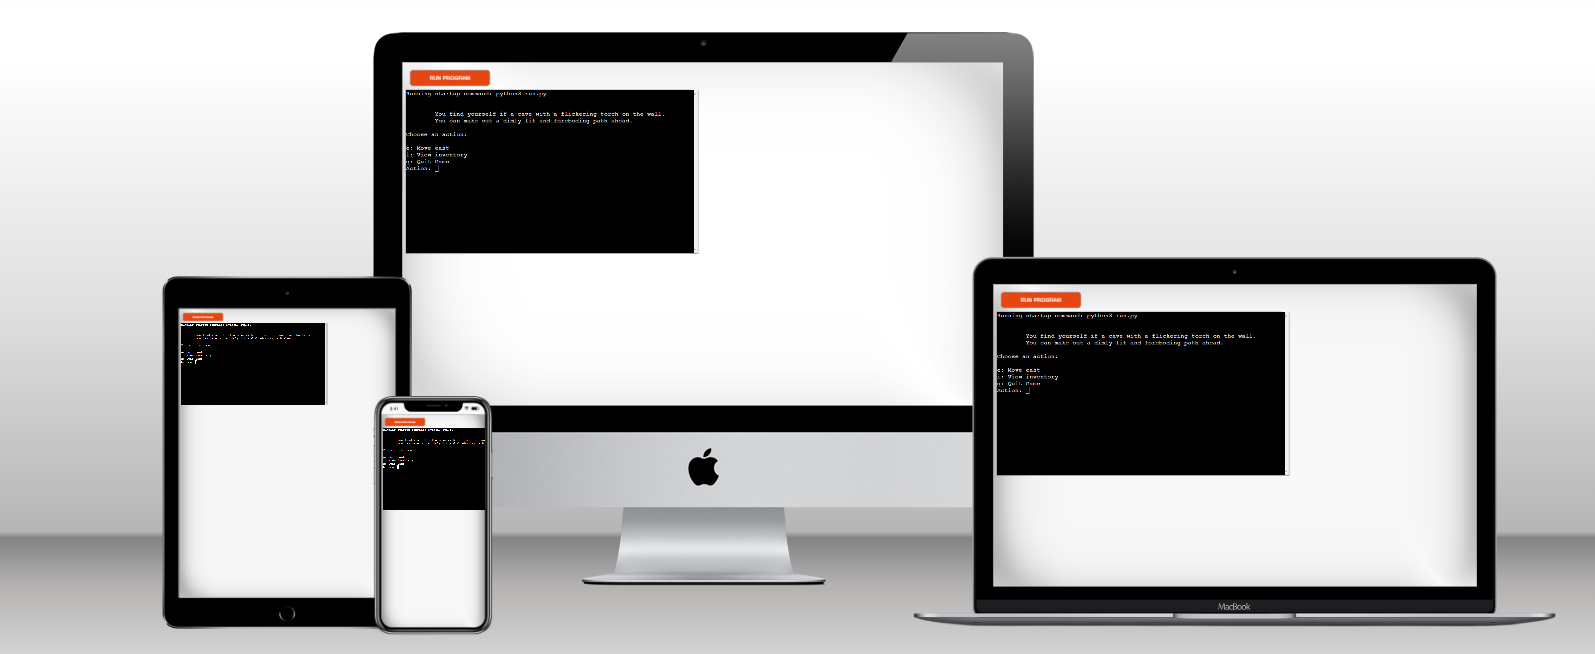 RUN PROGRAM
Running startup command: python3 run.py
You find yourself if a cave with a flickering torch on the wall.
You can make out a dimly lit and foreboding path ahead.
Choose an action:
e: Move east
i: View inventory
q: Quit Game
Action:
9:41
RUN PROGRAM
Running startup command: python3 run.py
You find yourself if a cave with a flickering torch on the wall.
You can make out a dimly lit and foreboding path ahead.
Choose an action:
e: Move east
i: View inventory
q: Quit Game
Action:
MacBook